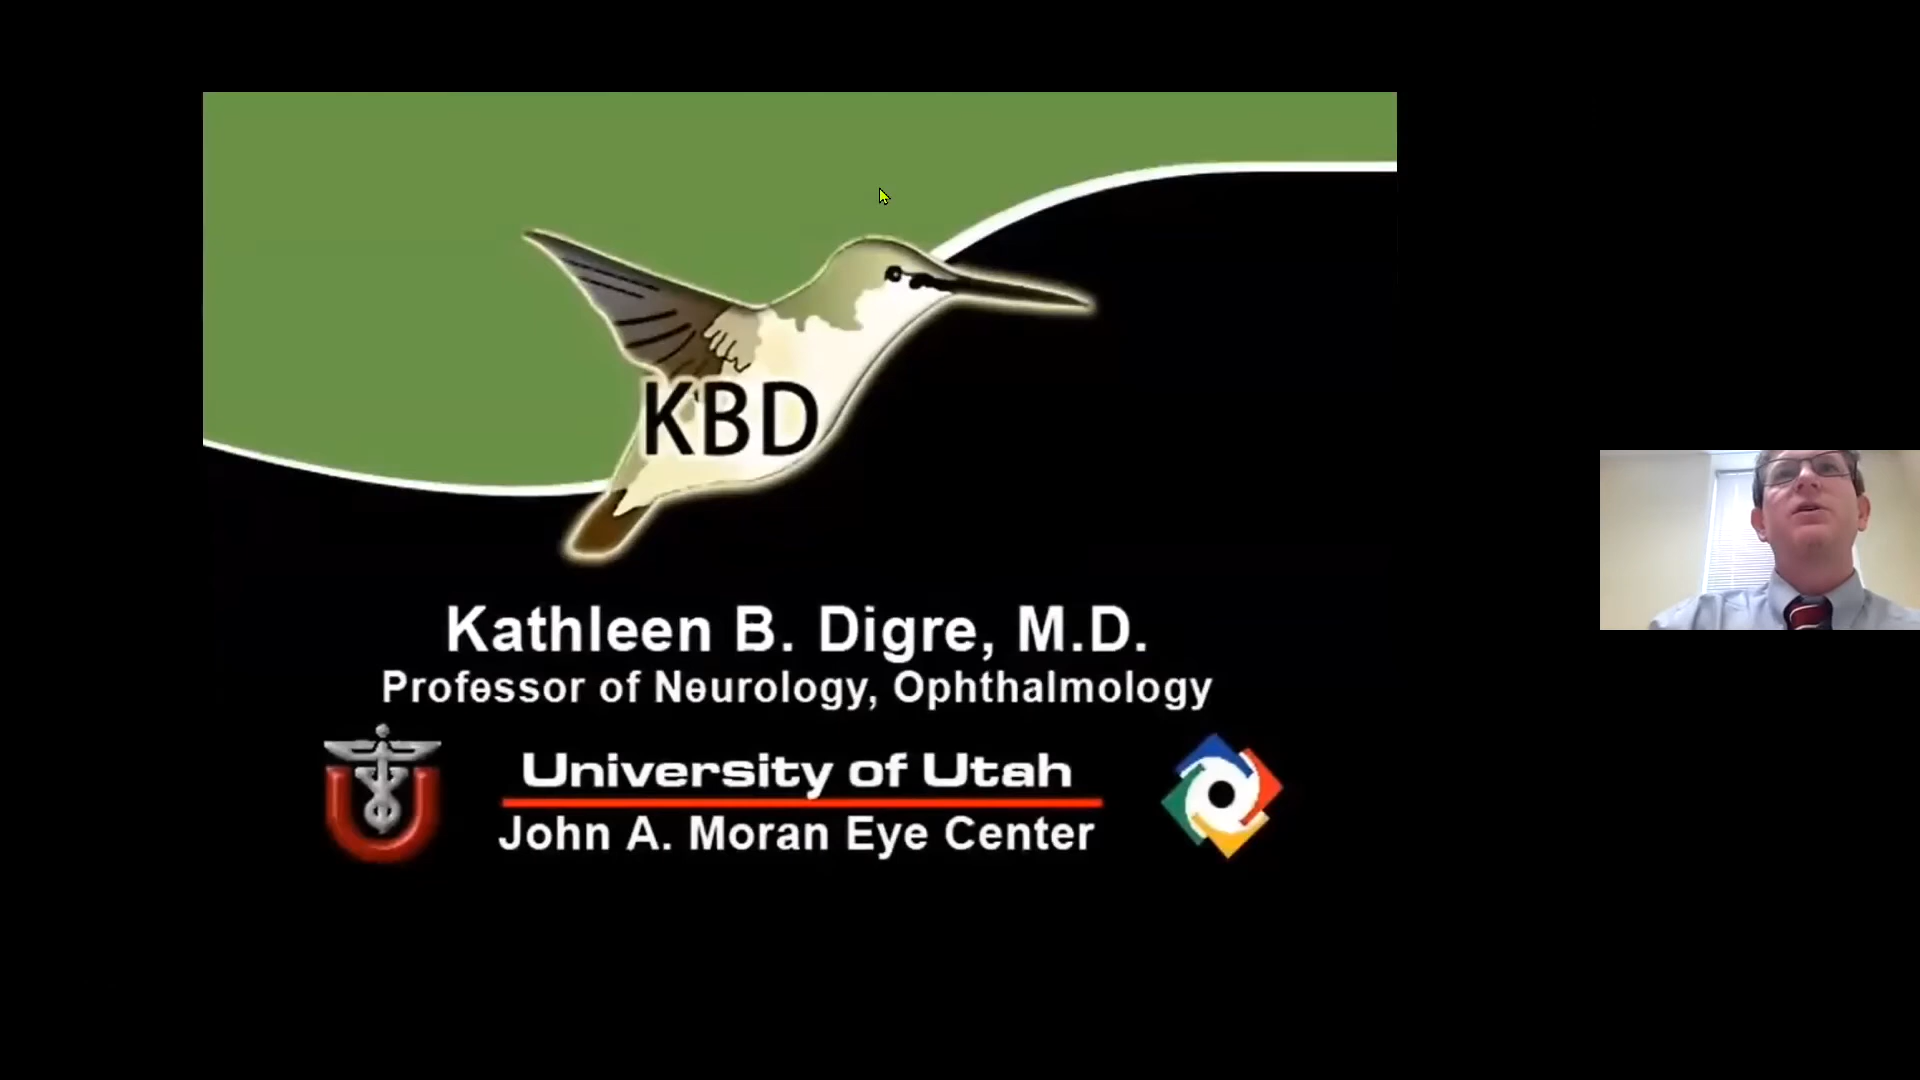 KBD
Kathleen B. Digre, M.D.
Professor of Neurology, Ophthalmology
University of Utah
John A. Moran Eye Center